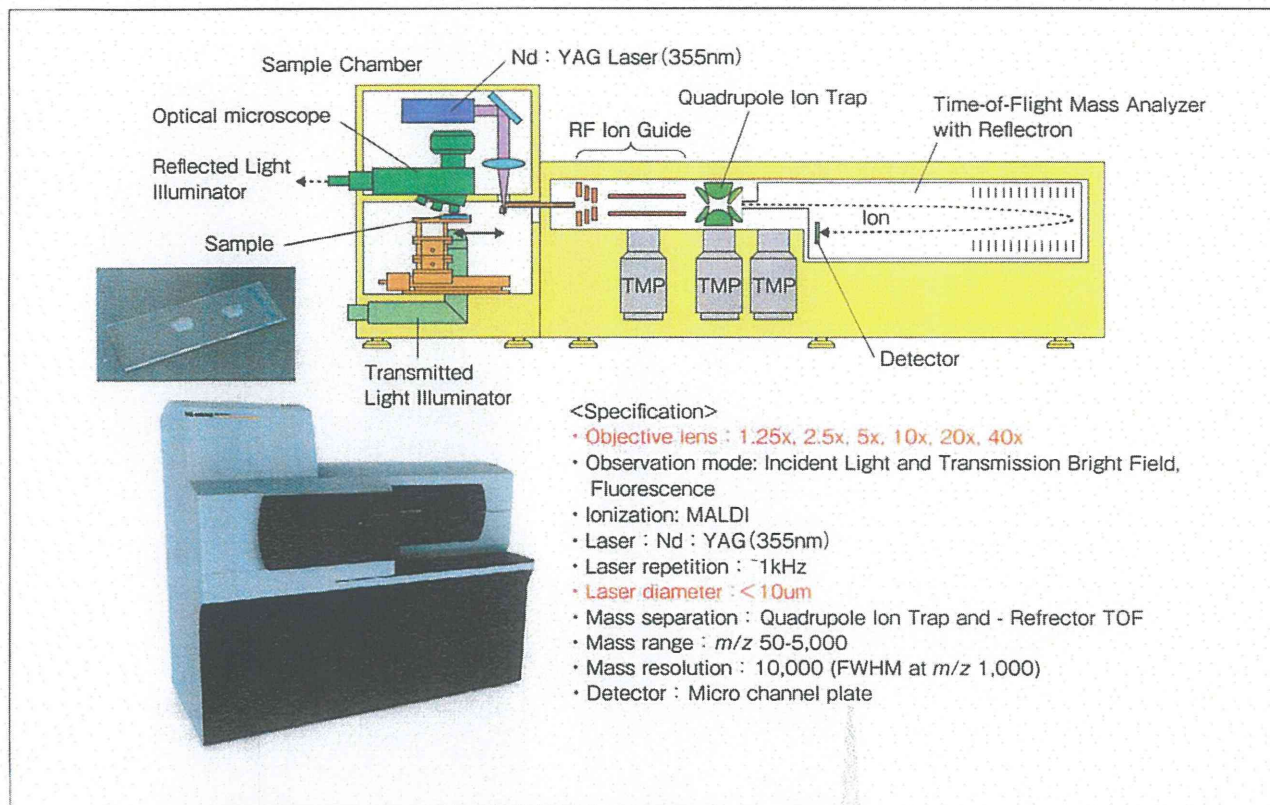 Nd : YAG Laser(355nm)
Sample Chamber
Quadrupole Ion Trap
Optical microscope
RF Ion Guide
Time-of-Flight Mass Analyzer
with Reflectron
Reflected Light
Illuminator
Ion
Sample
TMP
TMP
TMP
Detector
Transmitted
Light Illuminator
<Specification>
・Objective lens : 1.25x, 2.5x, 5x, 10x, 20x, 40x
・Observation mode: Incident Light and Transmission Bright Field,
Fluorescence
・Ionization: MALDI
・Laser : Nd : YAG(355nm)
・Laser repetition : ~1kHz
・Laser diameter : <10um
・Mass separation : Quadrupole Ion Trap and - Refrector TOF
・Mass range : m/z 50-5,000
・Mass resolution : 10,000 (FWHM at m/z 1,000)
・Detector : Micro channel plate